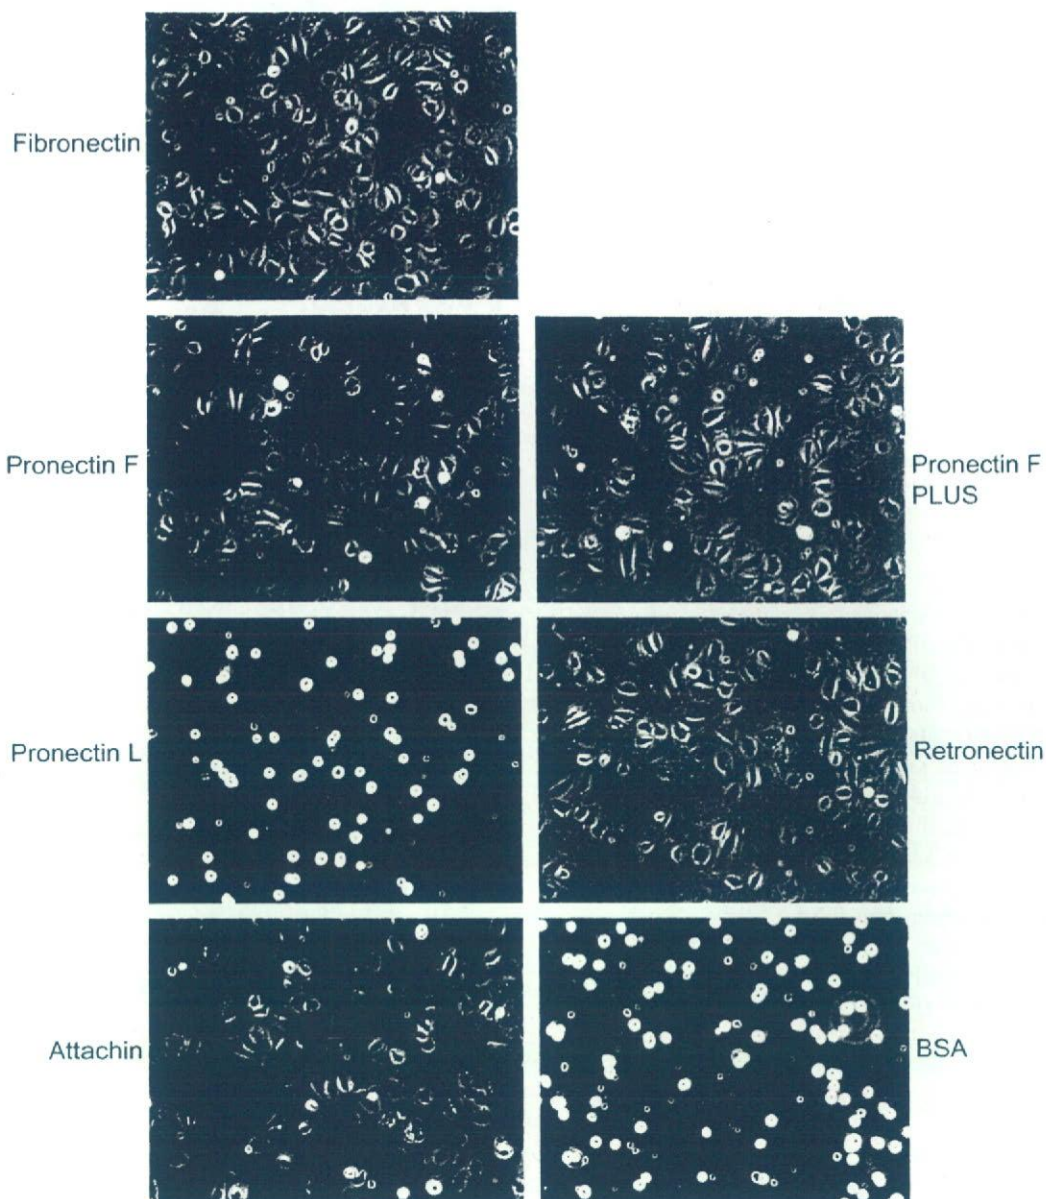 Fibronectin
Pronectin F
Pronectin F
PLUS
Pronectin L
Retronectin
Attachin
BSA